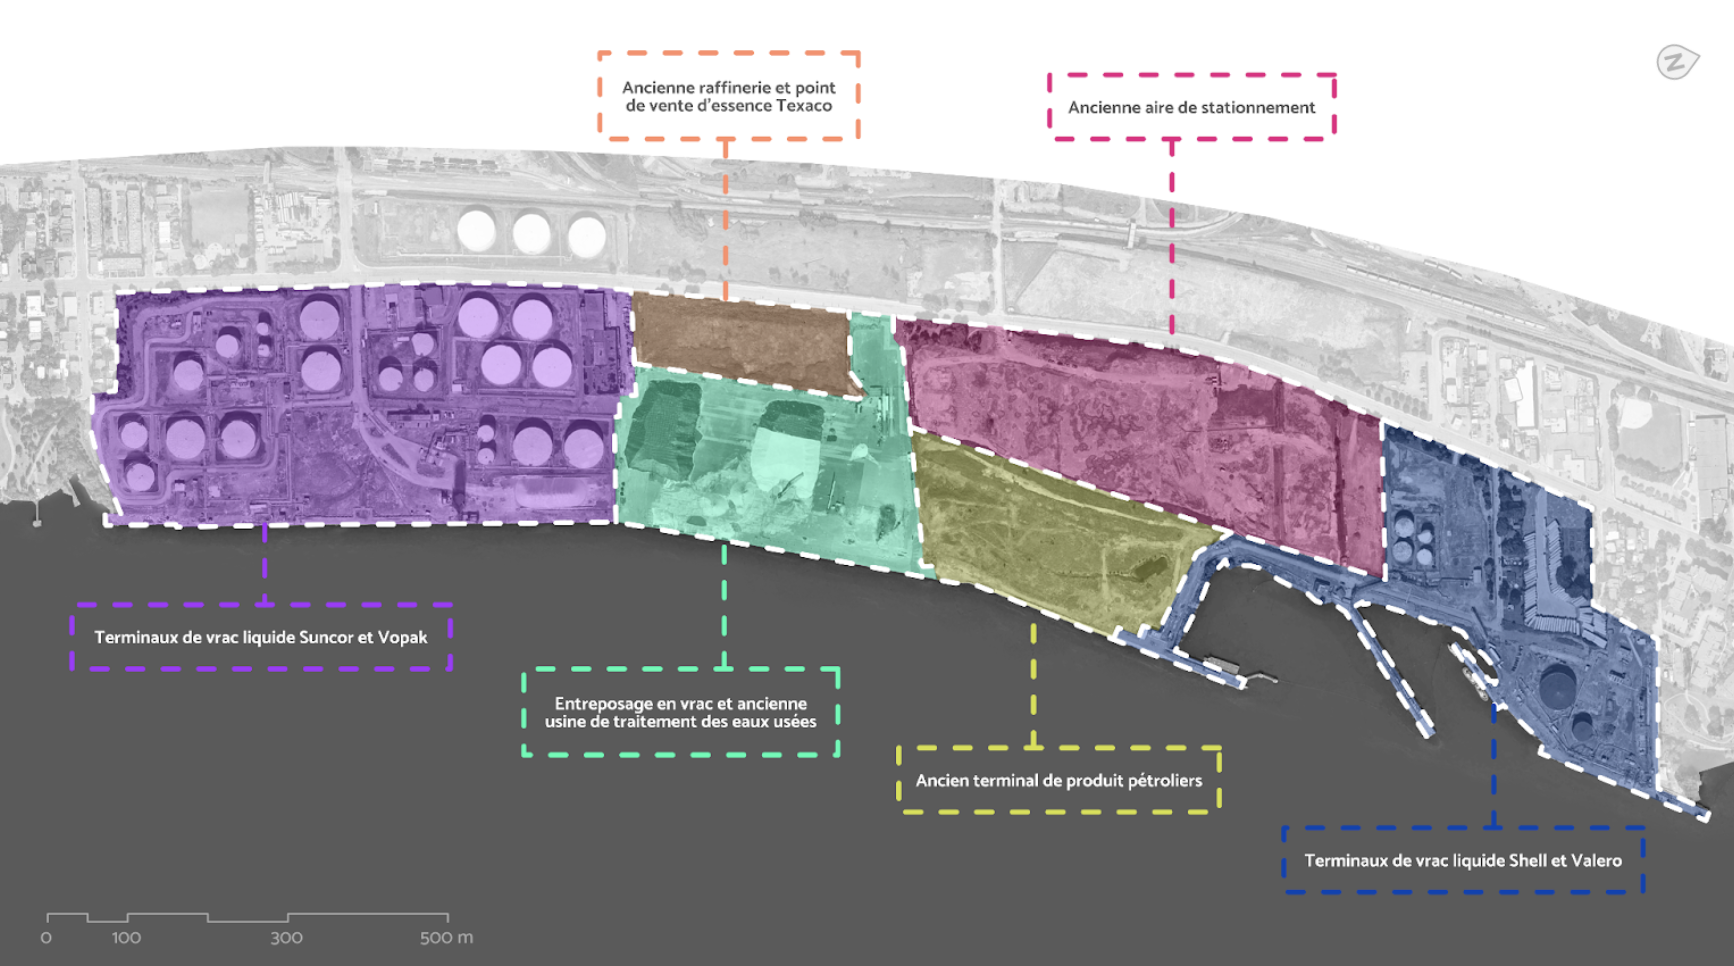 Ancienne raffinerie et point
de vente d'essence Texaco
Ancienne aire de stationnement
N
Terminaux de vrac liquide Suncor et Vopak
Entreposage en vrac et ancienne
usine de traitement des eaux usées
Ancien terminal de produit pétroliers
Terminaux de vrac liquide Shell et Valero
0 100 300 500 m